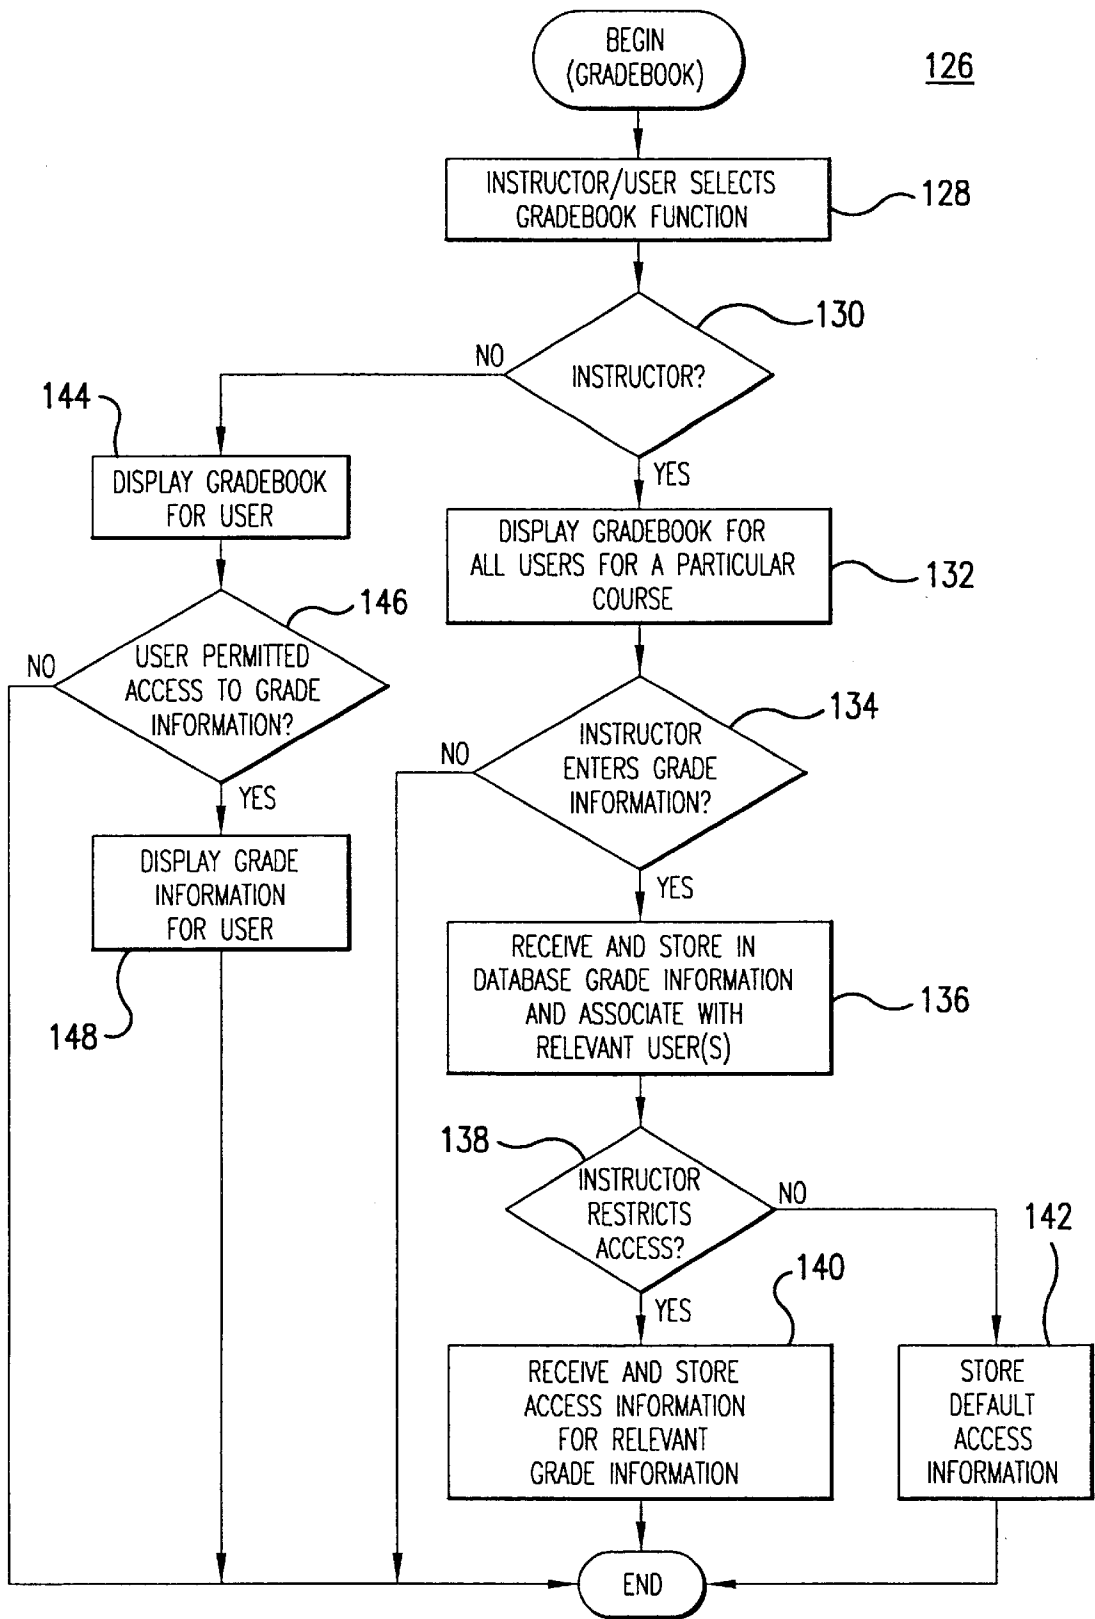 BEGIN
(GRADEBOOK)
126
INSTRUCTOR/USER SELECTS
GRADEBOOK FUNCTION
128
130
INSTRUCTOR?
NO
YES
144
DISPLAY GRADEBOOK
FOR USER
DISPLAY GRADEBOOK FOR
ALL USERS FOR A PARTICULAR
COURSE
132
146
USER PERMITTED
ACCESS TO GRADE
INFORMATION?
NO
YES
134
INSTRUCTOR
ENTERS GRADE
INFORMATION?
NO
YES
DISPLAY GRADE
INFORMATION
FOR USER
148
RECEIVE AND STORE IN
DATABASE GRADE INFORMATION
AND ASSOCIATE WITH
RELEVANT USER(S)
136
138
INSTRUCTOR
RESTRICTS
ACCESS?
NO
YES
140
142
RECEIVE AND STORE
ACCESS INFORMATION
FOR RELEVANT
GRADE INFORMATION
STORE
DEFAULT
ACCESS
INFORMATION
END